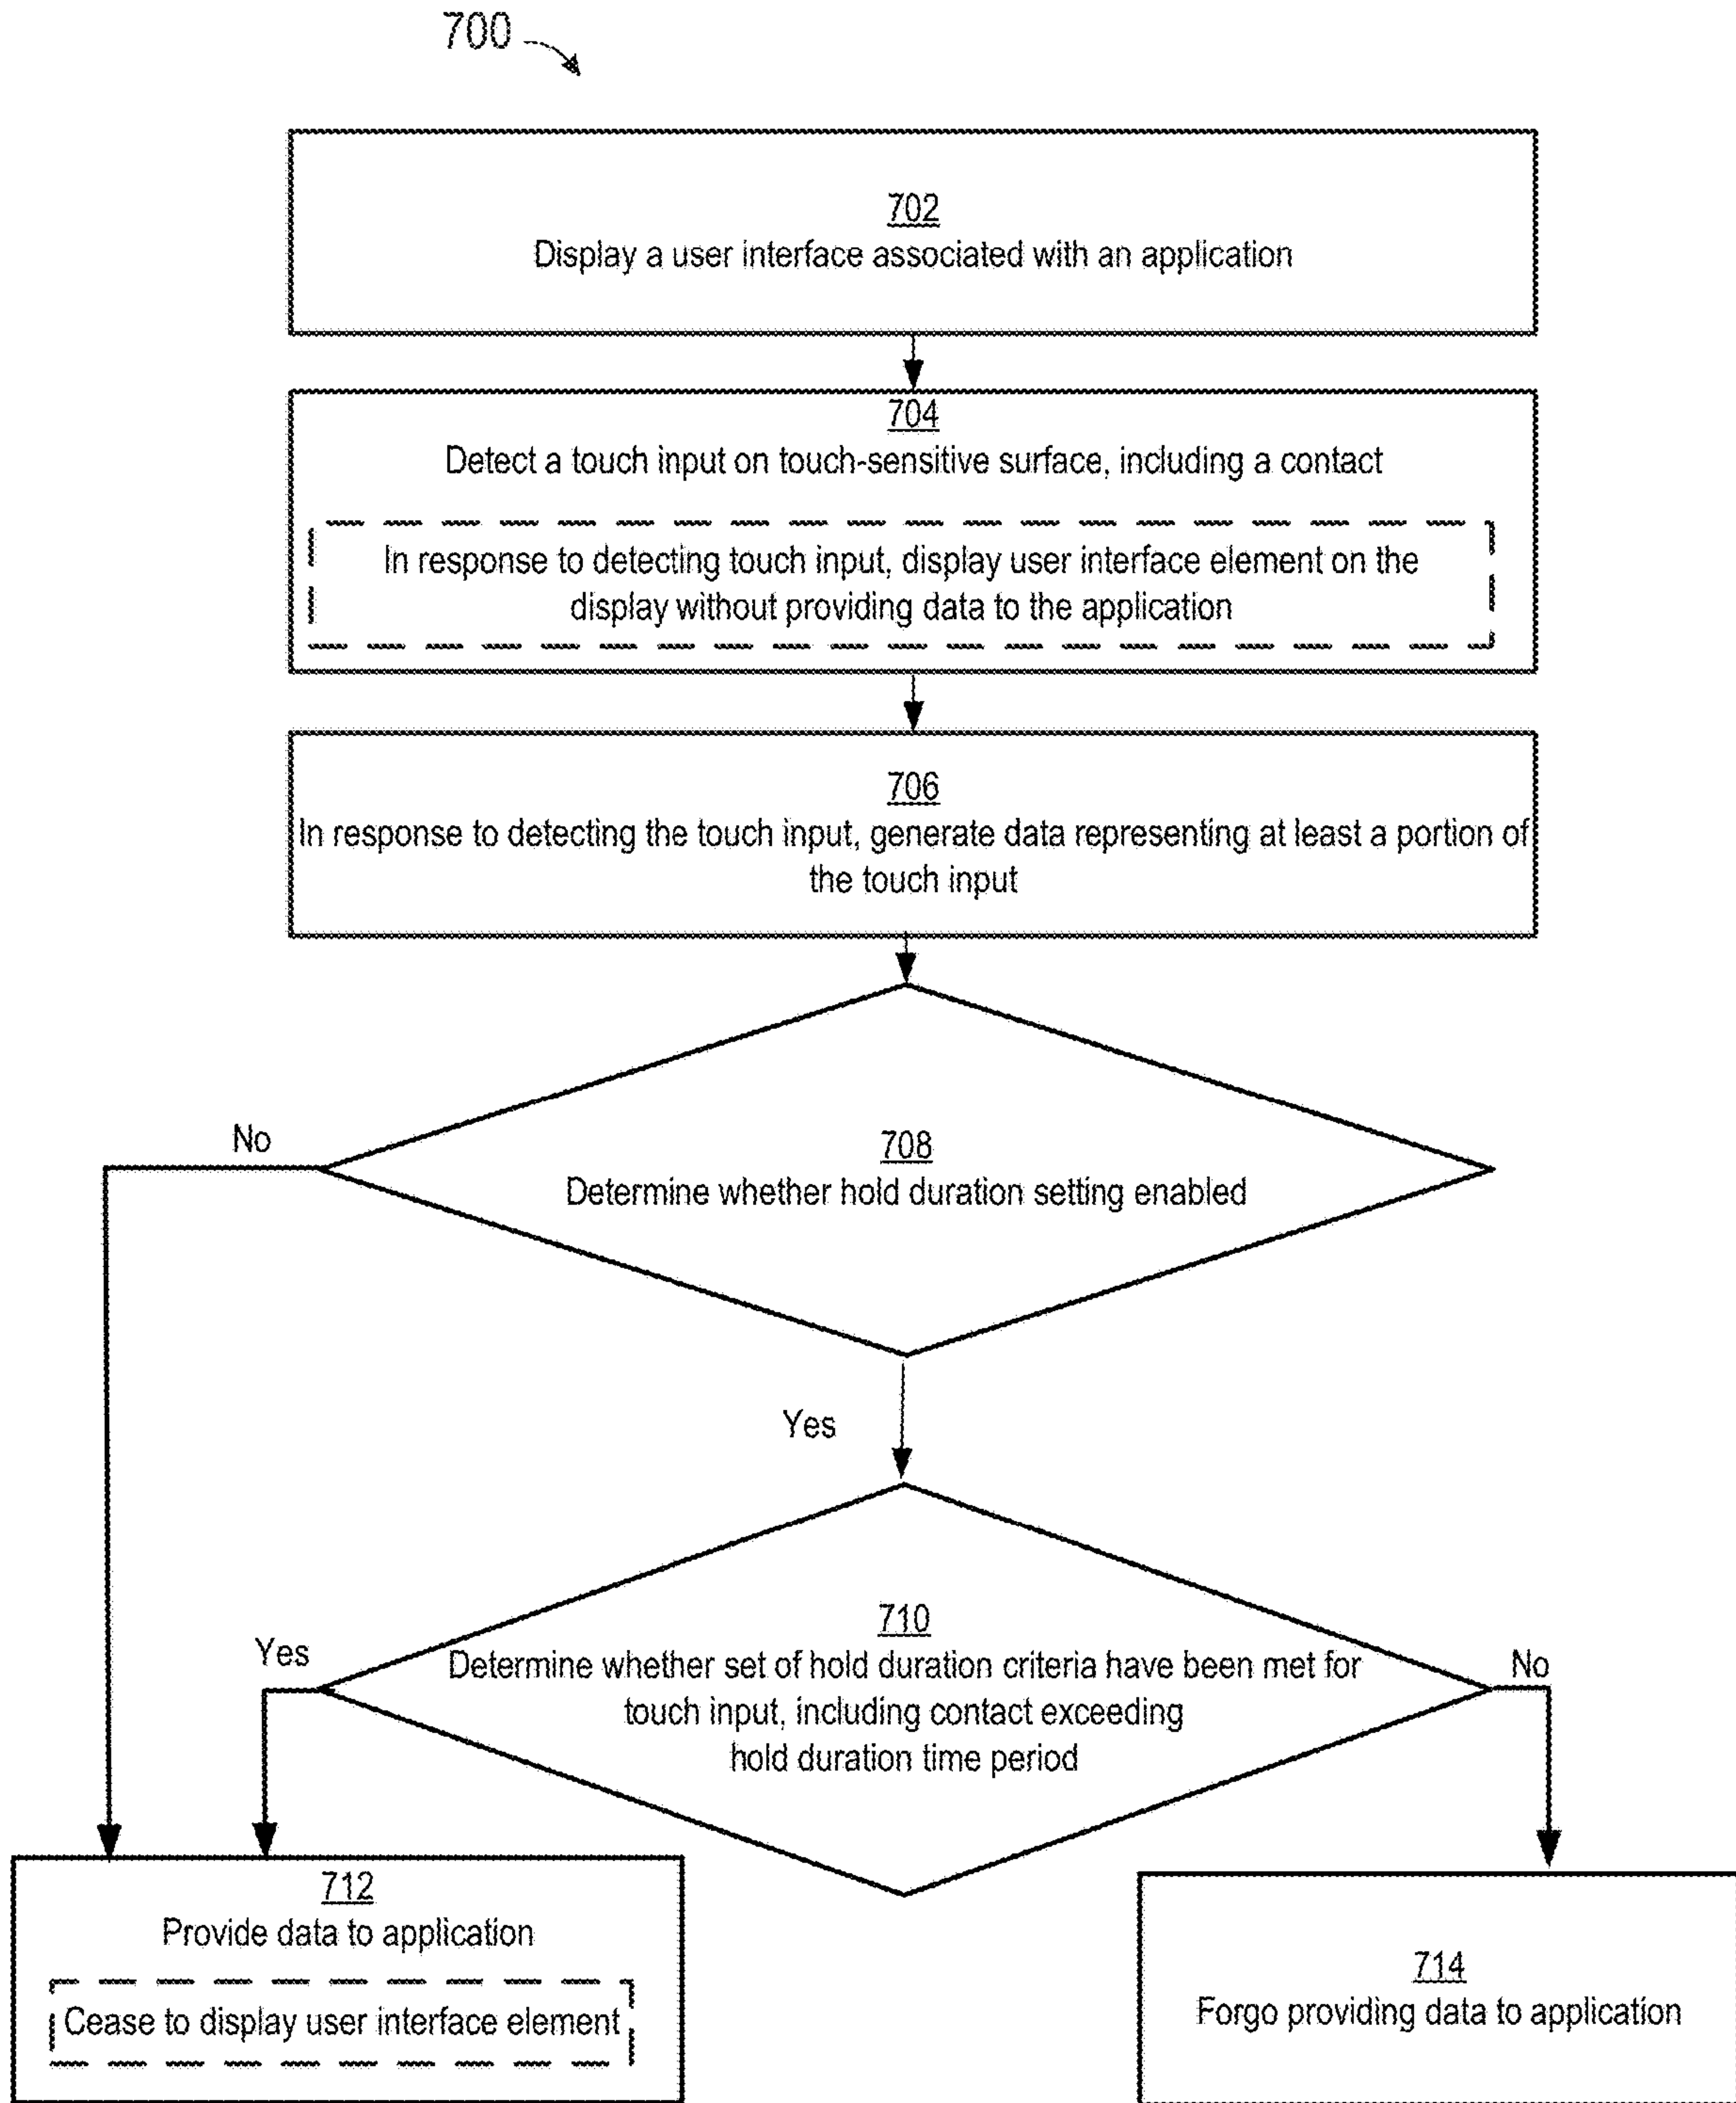 700
702
Display a user interface associated with an application
704
Detect a touch input on touch-sensitive surface, including a contact
In response to detecting touch input, display user interface element on the
display without providing data to the application
706
In response to detecting the touch input, generate data representing at least a portion of
the touch input
No
708
Determine whether hold duration setting enabled
Yes
Yes
710
Determine whether set of hold duration criteria have been met for
touch input, including contact exceeding
hold duration time period
No
712
Provide data to application
Cease to display user interface element
714
Forgo providing data to application